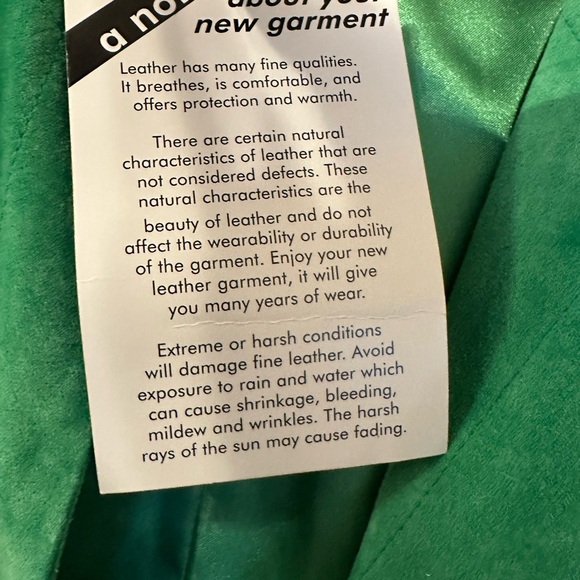 a no
about your
new garment
Leather has many fine qualities.
It breathes, is comfortable, and
offers protection and warmth.
There are certain natural
characteristics of leather that are
not considered defects. These
natural characteristics are the
beauty of leather and do not
affect the wearability or durability
of the garment. Enjoy your new
leather garment, it will give
you many years of wear.
Extreme or harsh conditions
will damage fine leather. Avoid
exposure to rain and water which
can cause shrinkage, bleeding,
mildew and wrinkles. The harsh
rays of the sun may cause fading.